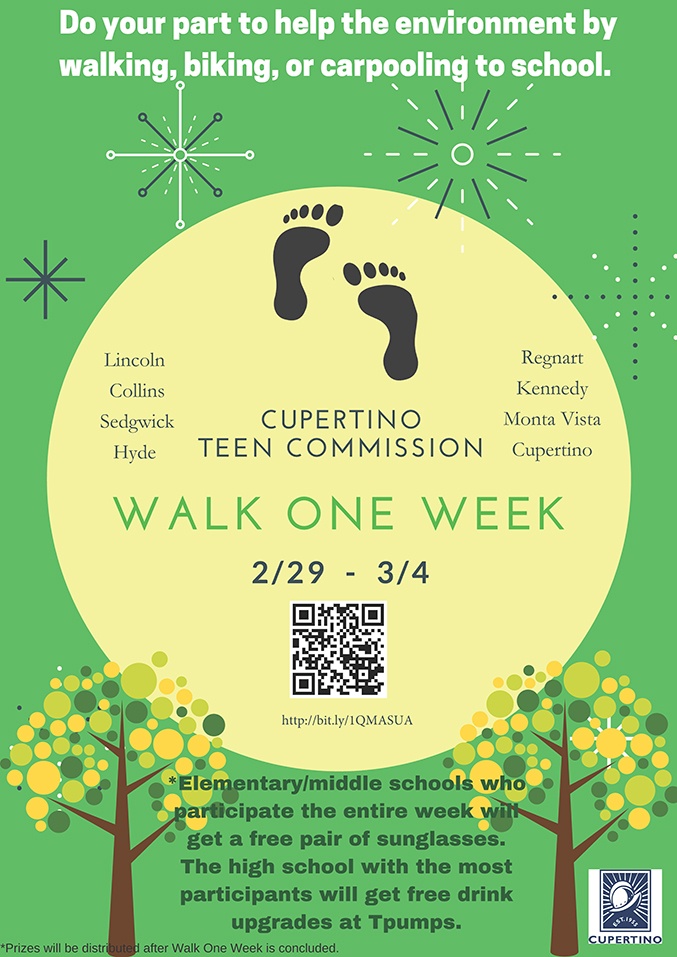 Do your part to help the environment by
walking, biking, or carpooling to school.
Lincoln
Collins
Sedgwick
Hyde
Regnart
Kennedy
Monta Vista
Cupertino
CUPERTINO
TEEN COMMISSION
WALK ONE WEEK
2/29 - 3/4
http://bit.ly/1QMASUA
*Elementary/middle schools who
participate the entire week will
get a free pair of sunglasses.
The high school with the most
participants will get free drink
upgrades at Tpumps.
EST. 1955
CUPERTINO
*Prizes will be distributed after Walk One Week is concluded.